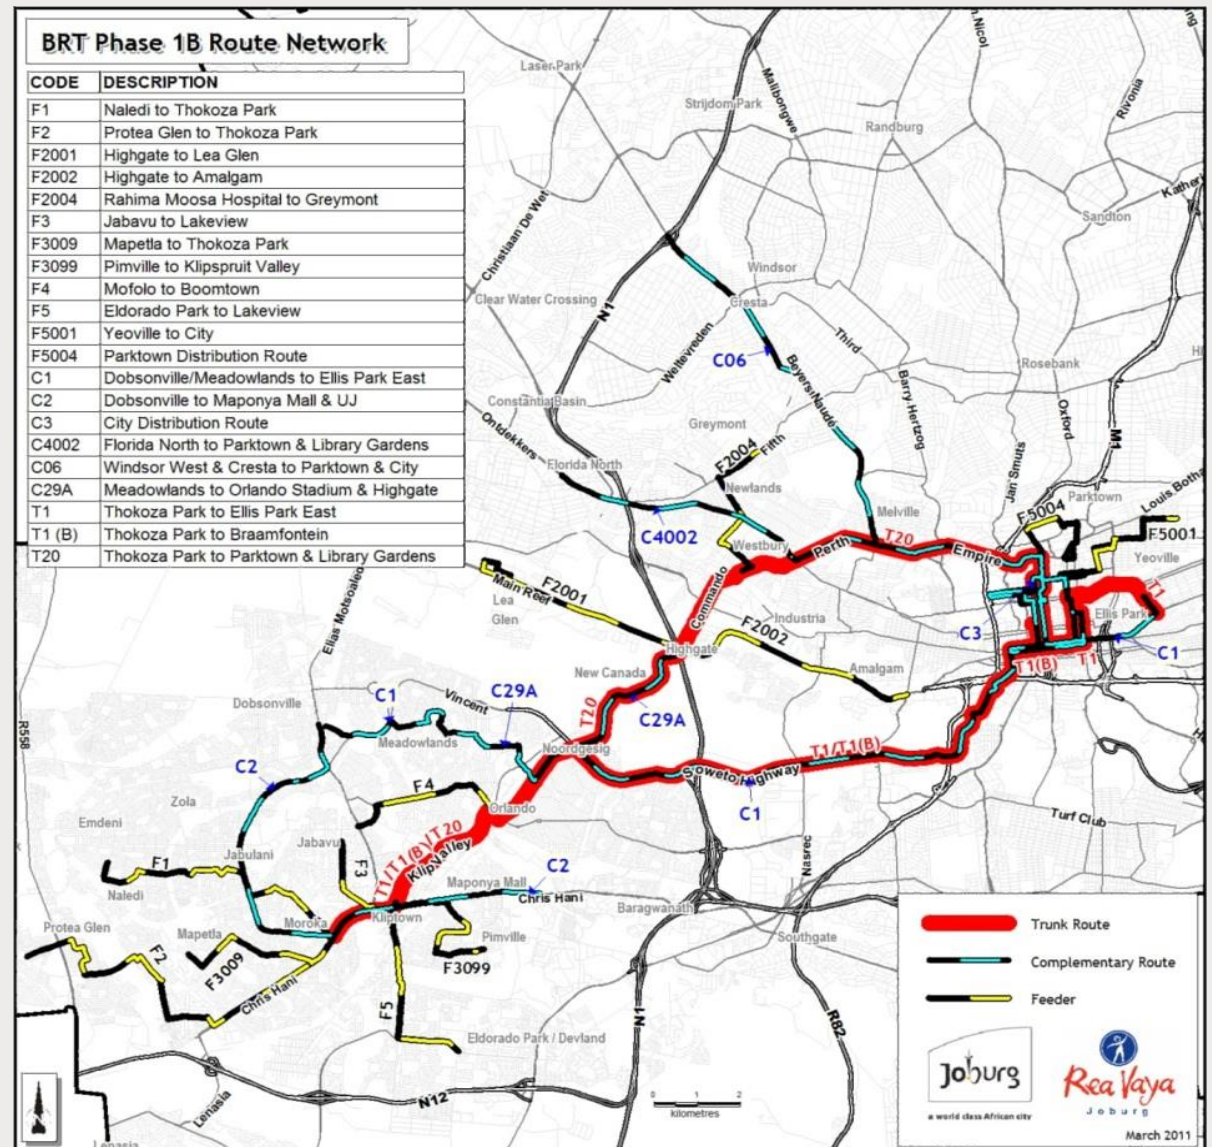 BRT Phase 1B Route Network
CODE DESCRIPTION
F1 Naledi to Thokoza Park
F2 Protea Glen to Thokoza Park
F2001 Highgate to Lea Glen
F2002 Highgate to Amalgam
F2004 Rahima Moosa Hospital to Greymont
F3 Jabavu to Lakeview
F3009 Mapetla to Thokoza Park
F3099 Pimville to Klipspruit Valley
F4 Mofolo to Boomtown
F5 Eldorado Park to Lakeview
F5001 Yeoville to City
F5004 Parktown Distribution Route
C1 Dobsonville/Meadowlands to Ellis Park East
C2 Dobsonville to Maponya Mall & UJ
C3 City Distribution Route
C4002 Florida North to Parktown & Library Gardens
C06 Windsor West & Cresta to Parktown & City
C29A Meadowlands to Orlando Stadium & Highgate
T1 Thokoza Park to Ellis Park East
T1 (B) Thokoza Park to Braamfontein
T20 Thokoza Park to Parktown & Library Gardens
Laser Park
Strijdom Park
Malibongwe
Randburg
Rivonia
Sandton
Christiaan De Wet
Windsor
Clear Water Crossing
N1
Cresta
C06
Weltevreden
Third
Beyers Naudé
Rosebank
Barry Hertzog
Constantia Basin
Ontdekkers
Greymont
Oxford
M1
Florida North
F2004
Fifth
Newlands
Jan Smuts
Parktown
Melville
F5004
F5001
C4002
Westbury
Perth
T20
Empire
Yeoville
Main Reef
F2001
Lea
Glen
Commando
Industria
F2002
Ellis Park
T1
C3
C1
Highgate
Amalgam
T1(B)
T1
New Canada
C29A
T20
Dobsonville
C1
Vincent
C29A
Meadowlands
Noordgesig
T1/T1(B)
R558
C2
Soweto Highway
C1
Zola
F4
Orlando
Turf Club
Emdeni
Jabavu
Jabulani
F1
F3
T1/T1(B)/T20
Klip Valley
Nasrec
Naledi
Maponya Mall
C2
Chris Hani
Baragwanath
Moroka
Kliptown
Protea Glen
Mapetla
Pimville
Southgate
F2
F3009
F3099
Chris Hani
F5
N1
R82
Eldorado Park / Devland
N12
Lenasia
Lenasia
Trunk Route
Complementary Route
Feeder
0 1 2
kilometres
Joburg
a world class African city
Rea Vaya
Joburg
March 2011